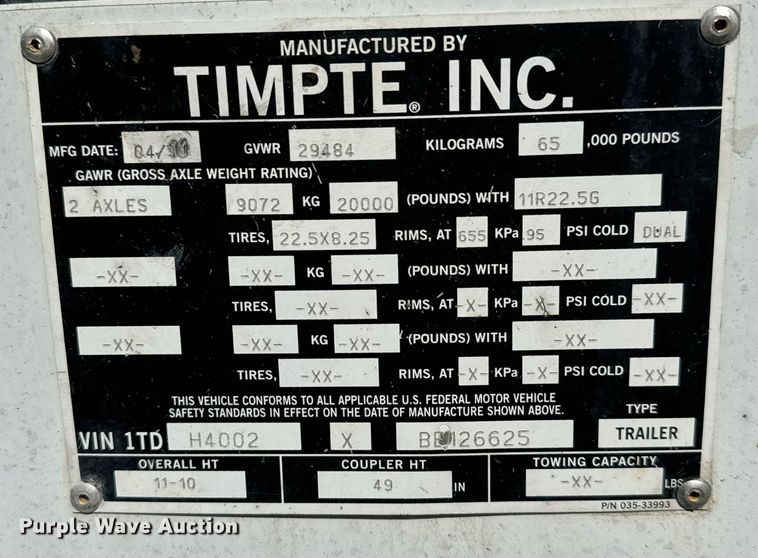 MANUFACTURED BY
TIMPTE® INC.
MFG DATE: GVWR 29484 KILOGRAMS 65 ,000 POUNDS
GAWR (GROSS AXLE WEIGHT RATING)
2 AXLES 9072 KG 20000 (POUNDS) WITH 11R22.5G
TIRES, 22.5X8.25 RIMS, AT 655 KPa 95 PSI COLD DUAL
-XX- -XX- KG -XX- (POUNDS) WITH -XX-
TIRES, -XX- RIMS, AT -X- KPa -X- PSI COLD -XX-
-XX- -XX- KG -XX- (POUNDS) WITH -XX-
TIRES, -XX- RIMS, AT -X- KPa -X- PSI COLD -XX-
THIS VEHICLE CONFORMS TO ALL APPLICABLE U.S. FEDERAL MOTOR VEHICLE
SAFETY STANDARDS IN EFFECT ON THE DATE OF MANUFACTURE SHOWN ABOVE.
TYPE
VIN 1TD H4002 X TRAILER
OVERALL HT COUPLER HT TOWING CAPACITY
11-10 49 IN -XX- LBS
P/N 035-33993
Purple Wave Auction